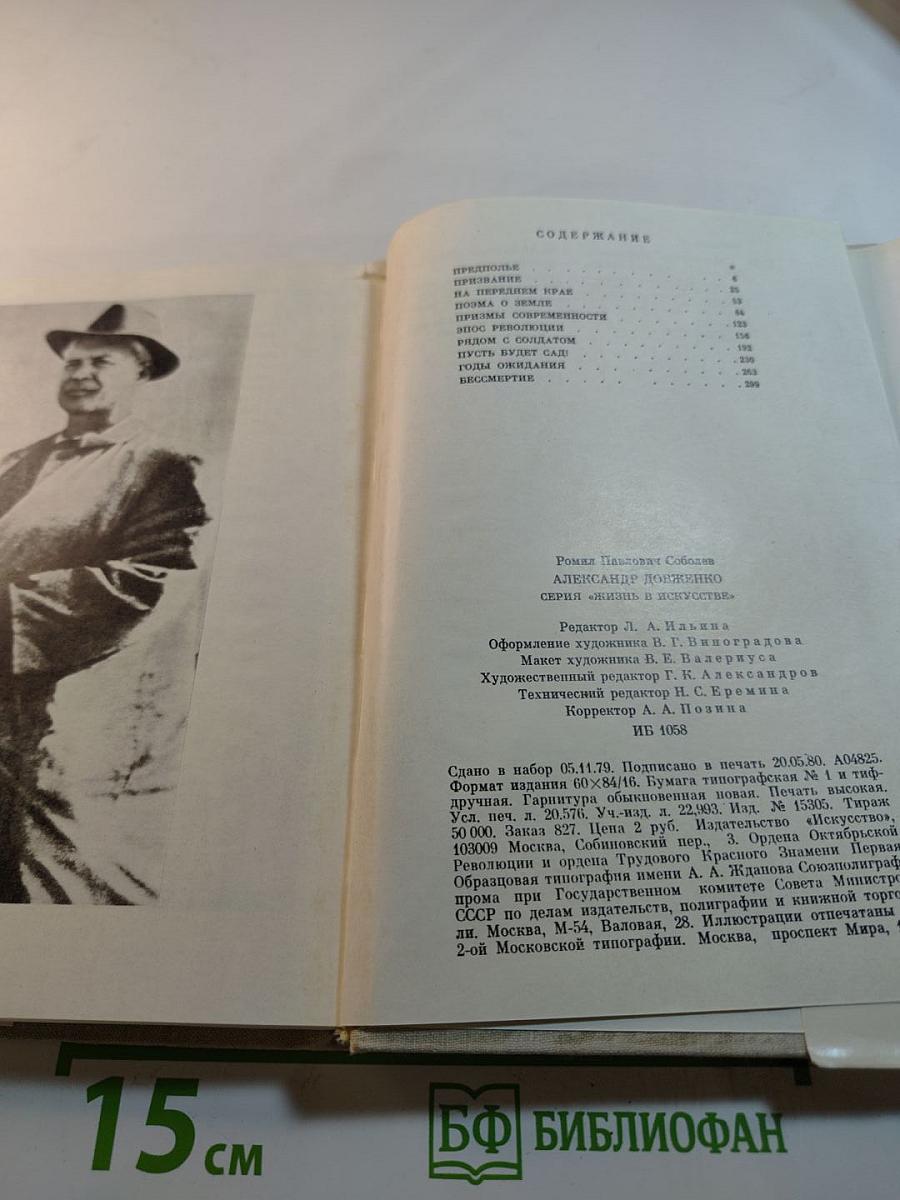 СОДЕРЖАНИЕ
ПРЕДПОЛЬЕ
ПРИЗВАНИЕ 6
НА ПЕРЕДНЕМ КРАЕ 25
ПОЭМА О ЗЕМЛЕ 53
ПРИЗМЫ СОВРЕМЕННОСТИ
ЭПОС РЕВОЛЮЦИИ 123
РЯДОМ С СОЛДАТОМ 156
ПУСТЬ БУДЕТ САД! 192
ГОДЫ ОЖИДАНИЯ 230
БЕССМЕРТИЕ 263
299
Ромил Павлович Соболев
АЛЕКСАНДР ДОВЖЕНКО
СЕРИЯ «ЖИЗНЬ В ИСКУССТВЕ»
Редактор Л. А. Ильина
Оформление художника В. Г. Виноградова
Макет художника В. Е. Валериуса
Художественный редактор Г. К. Александров
Технический редактор Н. С. Еремина
Корректор А. А. Позина
ИБ 1058
Сдано в набор 05.11.79. Подписано в печать 20.05.80. А04825.
Формат издания 60×84/16. Бумага типографская № 1 и тиф-
дручная. Гарнитура обыкновенная новая. Печать высокая.
Усл. печ. л. 20.576. Уч.-изд. л. 22,993. Изд. № 15305. Тираж
50 000. Заказ 827. Цена 2 руб. Издательство «Искусство»,
103009 Москва, Собиновский пер., 3. Ордена Октябрьской
Революции и ордена Трудового Красного Знамени Первая
Образцовая типография имени А. А. Жданова Союзполиграф
прома при Государственном комитете Совета Министро
СССР по делам издательств, полиграфии и книжной торго
ли. Москва, М-54, Валовая, 28. Иллюстрации отпечатаны
2-ой Московской типографии. Москва, проспект Мира, 1
15 см
БФ БИБЛИОФАН